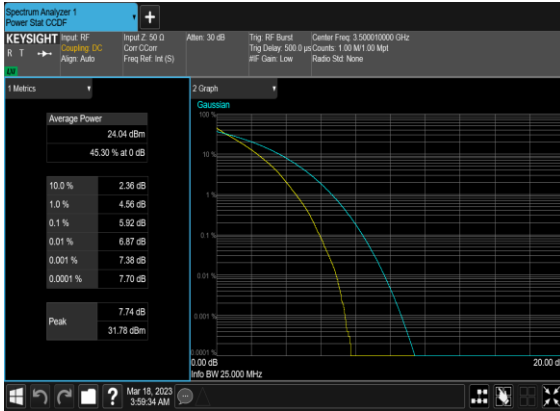 Spectrum Analyzer 1
Power Stat CCDF
+
KEYSIGHT
R T
Input: RF
Coupling: DC
Align: Auto
Input Z: 50 Ω
Corr CCorr
Freq Ref: Int (S)
Atten: 30 dB
Trig: RF Burst
Trig Delay: 500.0 µs
#IF Gain: Low
Center Freq: 3.500010000 GHz
Counts: 1.00 M/1.00 Mpt
Radio Std: None
1 Metrics
Average Power
24.04 dBm
45.30 % at 0 dB
10.0 % 2.36 dB
1.0 % 4.56 dB
0.1 % 5.92 dB
0.01 % 6.87 dB
0.001 % 7.38 dB
0.0001 % 7.70 dB
Peak
7.74 dB
31.78 dBm
2 Graph
Gaussian
100 %
10 %
1 %
0.1 %
0.01 %
0.001 %
0.0001 %
0.00 dB
20.00 d
Info BW 25.000 MHz
?
Mar 18, 2023
3:59:34 AM